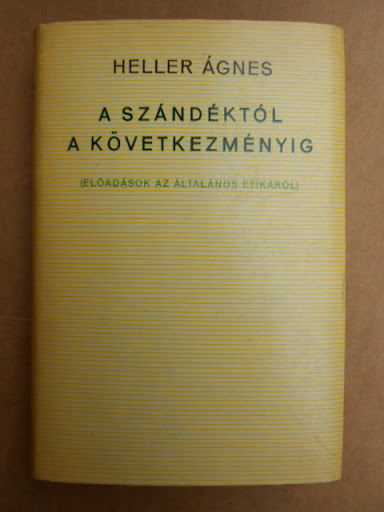 HELLER ÁGNES
A SZÁNDÉKTÓL
A KÖVETKEZMÉNYIG
(ELŐADÁSOK AZ ÁLTALÁNOS ETIKÁRÓL)